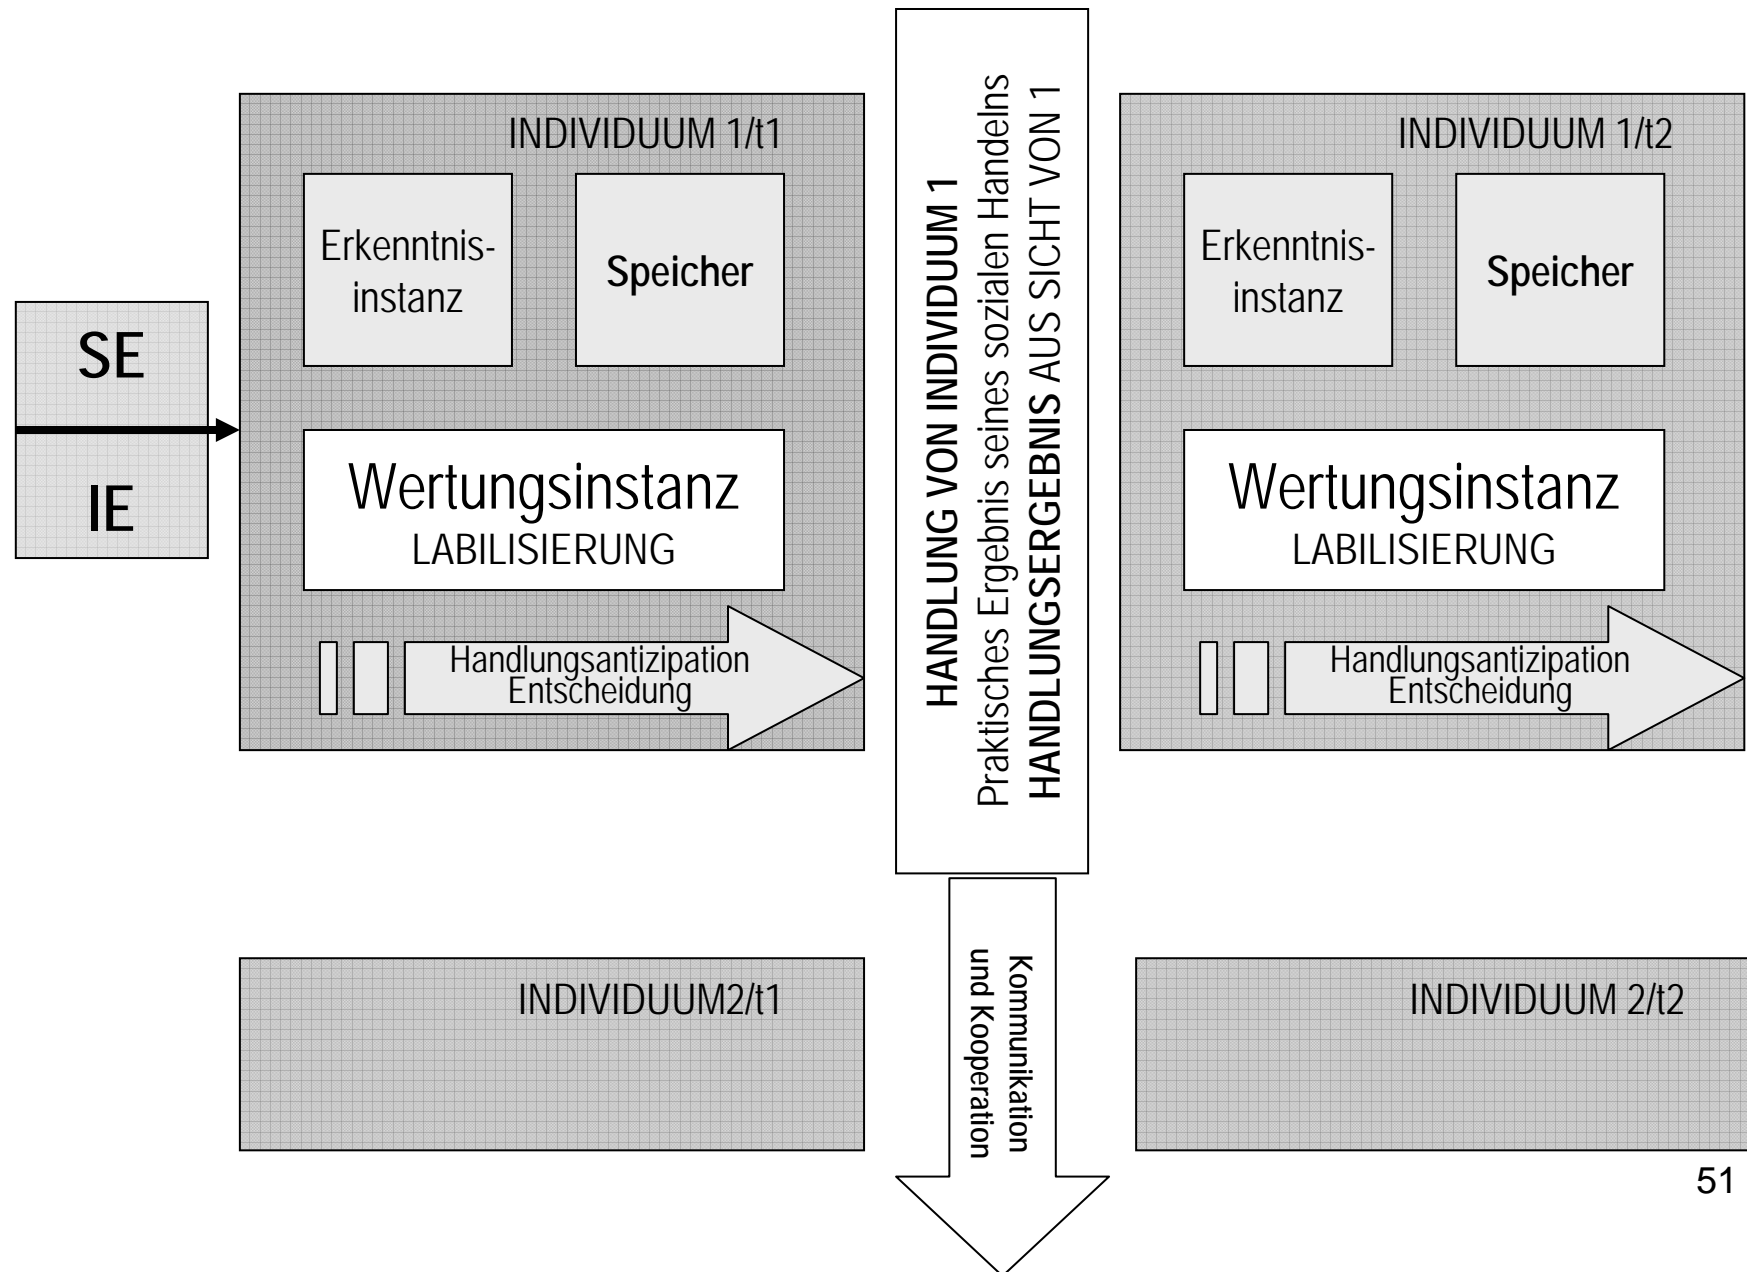 SE
IE
INDIVIDUUM 1/t1
Erkenntnis-
instanz
Speicher
Wertungsinstanz
LABILISIERUNG
Handlungsantizipation
Entscheidung
HANDLUNG VON INDIVIDUUM 1
Praktisches Ergebnis seines sozialen Handelns
HANDLUNGSERGEBNIS AUS SICHT VON 1
INDIVIDUUM 1/t2
Erkenntnis-
instanz
Speicher
Wertungsinstanz
LABILISIERUNG
Handlungsantizipation
Entscheidung
INDIVIDUUM2/t1
Kommunikation
und Kooperation
INDIVIDUUM 2/t2
51